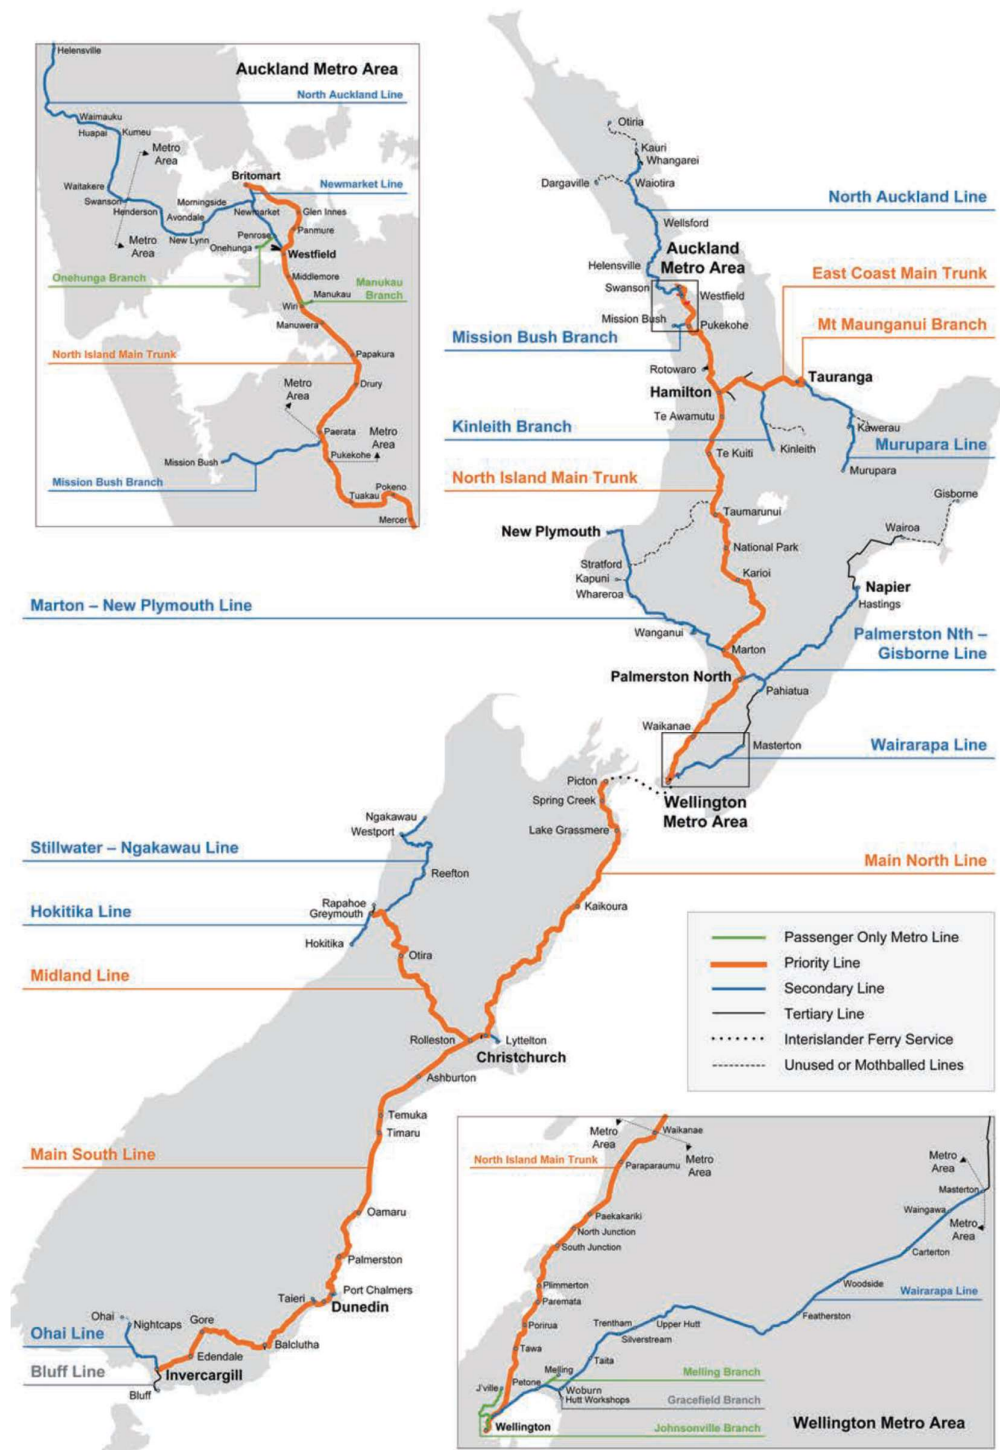 Helensville
Auckland Metro Area
North Auckland Line
Waimauku
Huapai
Kumeu
Metro
Area
Waitakere
Swanson
Henderson
Avondale
New Lynn
Morningside
Metro
Area
Britomart
Newmarket Line
Newmarket
Glen Innes
Panmure
Penrose
Onehunga
Westfield
Onehunga Branch
Middlemore
Manukau
Branch
Manukau
Wiri
Manuwera
North Island Main Trunk
Papakura
Metro
Area
Drury
Paerata
Metro
Area
Pukekohe
Mission Bush
Mission Bush Branch
Pokeno
Tuakau
Mercer
Otiria
Kauri
Whangarei
Dargaville
Waiotira
North Auckland Line
Wellsford
Auckland
Metro Area
Helensville
Swanson
Westfield
East Coast Main Trunk
Mission Bush
Pukekohe
Mt Maunganui Branch
Mission Bush Branch
Rotowaro
Tauranga
Hamilton
Te Awamutu
Kinleith Branch
Kawerau
Kinleith
Murupara Line
Te Kuiti
Murupara
North Island Main Trunk
Gisborne
Taumarunui
New Plymouth
Wairoa
National Park
Stratford
Kapuni
Karioi
Whareroa
Napier
Hastings
Marton – New Plymouth Line
Wanganui
Marton
Palmerston Nth –
Gisborne Line
Palmerston North
Pahiatua
Waikanae
Masterton
Wairarapa Line
Wellington
Metro Area
Picton
Spring Creek
Lake Grassmere
Ngakawau
Westport
Stillwater – Ngakawau Line
Main North Line
Reefton
Rapahoe
Greymouth
Hokitika Line
Kaikoura
Hokitika
Otira
Midland Line
Passenger Only Metro Line
Priority Line
Secondary Line
Tertiary Line
Interislander Ferry Service
Unused or Mothballed Lines
Rolleston
Lyttelton
Christchurch
Ashburton
Temuka
Timaru
Main South Line
Oamaru
Palmerston
Port Chalmers
Taieri
Dunedin
Ohai
Nightcaps
Gore
Ohai Line
Balclutha
Edendale
Bluff Line
Invercargill
Bluff
Metro
Area
Waikanae
Metro
Area
North Island Main Trunk
Paraparaumu
Metro
Area
Masterton
Waingawa
Metro
Area
Paekakariki
North Junction
South Junction
Carterton
Woodside
Plimmerton
Wairarapa Line
Paremata
Featherston
Porirua
Trentham
Upper Hutt
Silverstream
Tawa
Taita
Melling
Melling Branch
J'ville
Petone
Woburn
Hutt Workshops
Gracefield Branch
Wellington
Johnsonville Branch
Wellington Metro Area